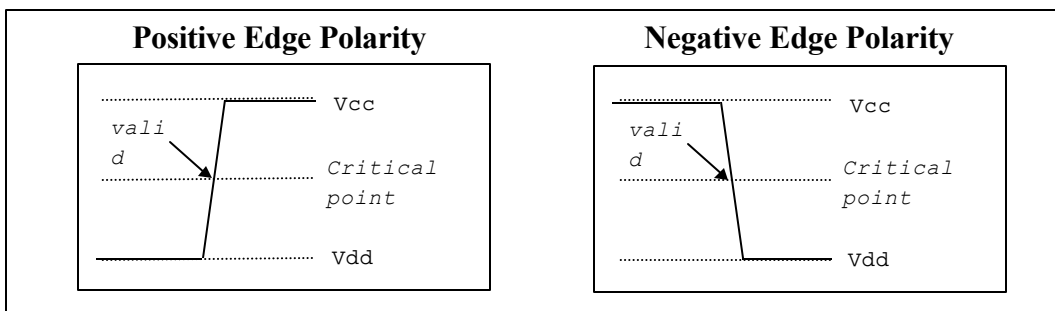 Positive Edge Polarity
Vcc
vali
d
Critical
point
Vdd
Negative Edge Polarity
Vcc
vali
d
Critical
point
Vdd